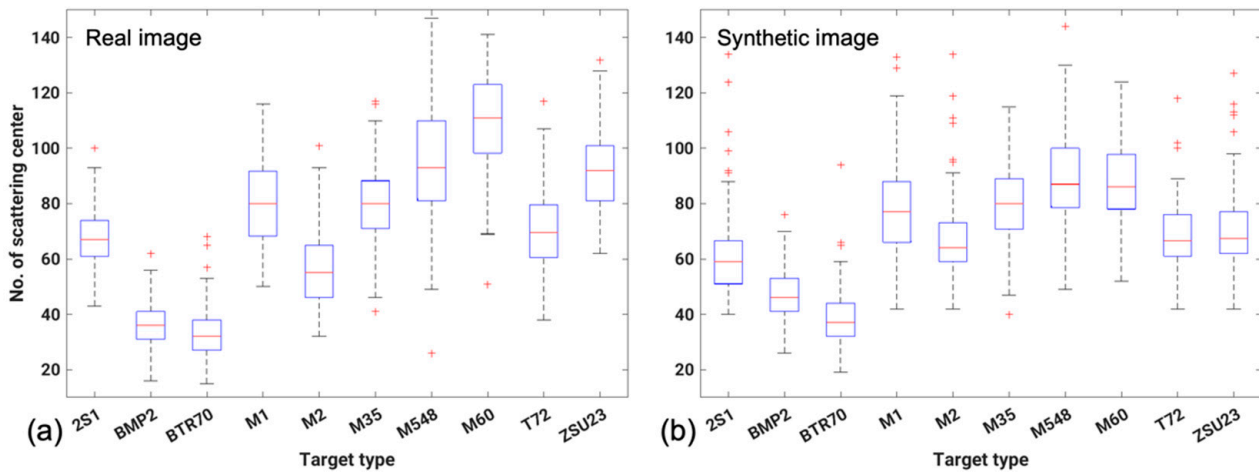 Real image
No. of scattering center
140
120
100
80
60
40
20
2S1
BMP2
BTR70
M1
M2
M35
M548
M60
T72
ZSU23
(a)
Target type
Synthetic image
140
120
100
80
60
40
20
2S1
BMP2
BTR70
M1
M2
M35
M548
M60
T72
ZSU23
(b)
Target type